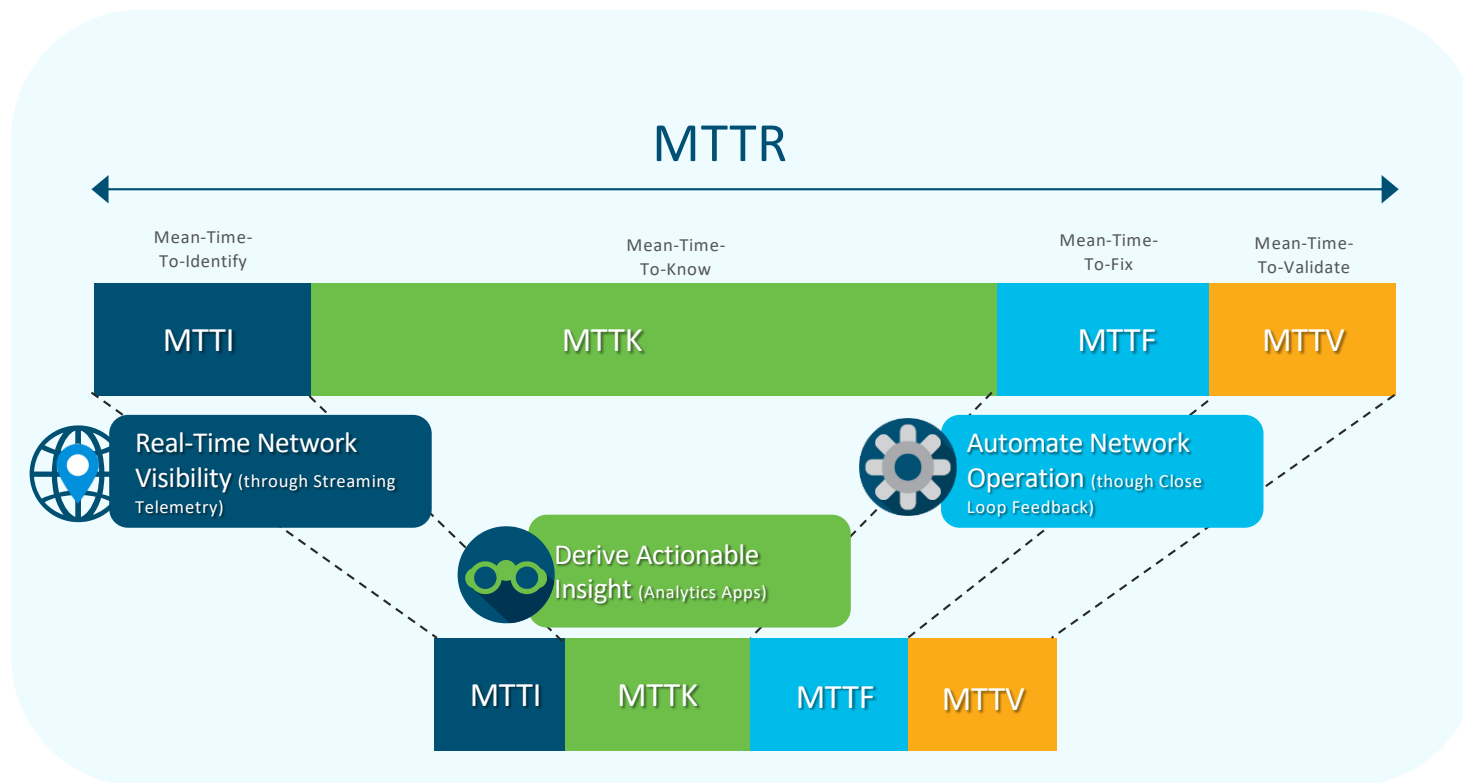 MTTR
Mean-Time-
To-Identify
Mean-Time-
To-Know
Mean-Time-
To-Fix
Mean-Time-
To-Validate
MTTI
MTTK
MTTF
MTTV
Real-Time Network
Visibility (through Streaming
Telemetry)
Automate Network
Operation (though Close
Loop Feedback)
Derive Actionable
Insight (Analytics Apps)
MTTI
MTTK
MTTF
MTTV